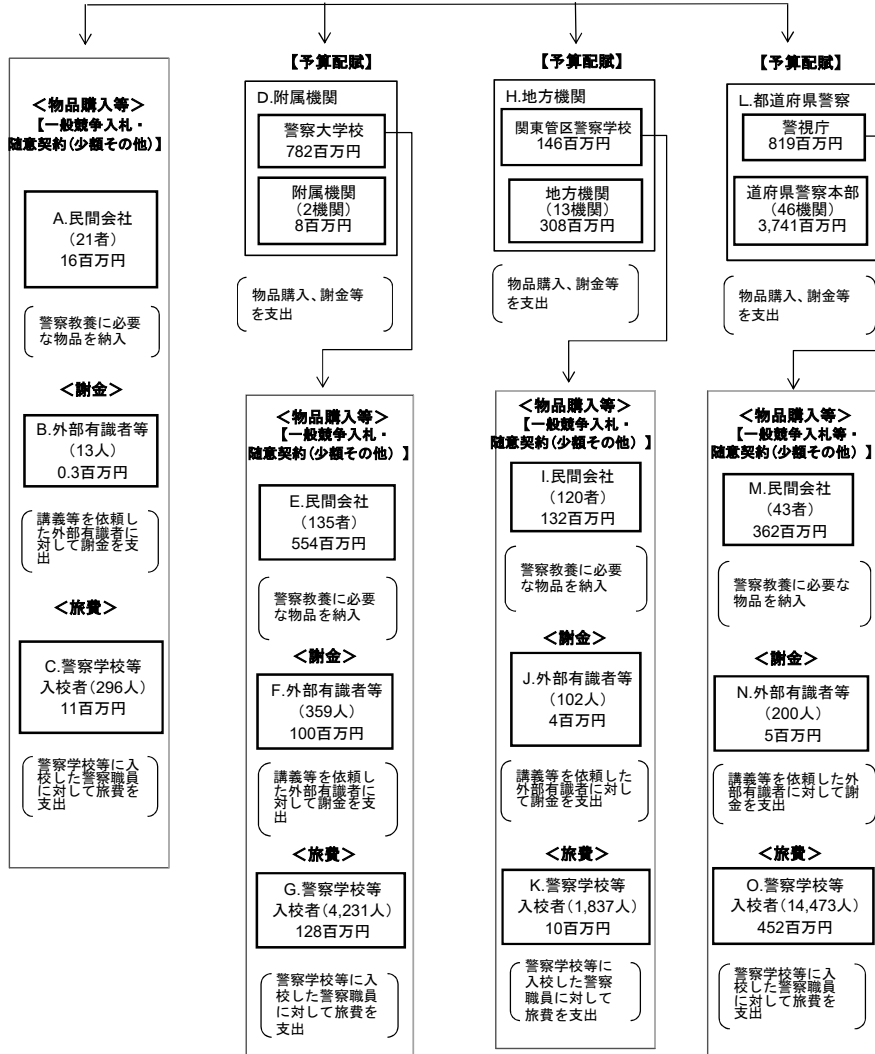 ＜物品購入等＞
【一般競争入札・
随意契約(少額その他)】
A.民間会社
(21者)
16百万円
警察教養に必要
な物品を納入
＜謝金＞
B.外部有識者等
(13人)
0.3百万円
講義等を依頼し
た外部有識者に
対して謝金を支
出
＜旅費＞
C.警察学校等
入校者(296人)
11百万円
警察学校等に入
校した警察職員
に対して旅費を
支出
【予算配賦】
D.附属機関
警察大学校
782百万円
附属機関
(2機関)
8百万円
物品購入、謝金等
を支出
＜物品購入等＞
【一般競争入札・
随意契約(少額その他) 】
E.民間会社
(135者)
554百万円
警察教養に必要
な物品を納入
＜謝金＞
F.外部有識者等
(359人)
100百万円
講義等を依頼し
た外部有識者に
対して謝金を支
出
＜旅費＞
G.警察学校等
入校者(4,231人)
128百万円
警察学校等に入
校した警察職員
に対して旅費を
支出
【予算配賦】
H.地方機関
関東管区警察学校
146百万円
地方機関
(13機関)
308百万円
物品購入、謝金等
を支出
＜物品購入等＞
【一般競争入札・
随意契約(少額その他) 】
I.民間会社
(120者)
132百万円
警察教養に必要
な物品を納入
＜謝金＞
J.外部有識者等
(102人)
4百万円
講義等を依頼した
外部有識者に対し
て謝金を支出
＜旅費＞
K.警察学校等
入校者(1,837人)
10百万円
警察学校等に
入校した警察
職員に対して
旅費を支出
【予算配賦】
L.都道府県警察
警視庁
819百万円
道府県警察本部
(46機関)
3,741百万円
物品購入、謝金等
を支出
＜物品購入等＞
【一般競争入札等・
随意契約(少額その他) 】
M.民間会社
(43者)
362百万円
警察教養に必要な
物品を納入
＜謝金＞
N.外部有識者等
(200人)
5百万円
講義等を依頼した外
部有識者に対して謝
金を支出
＜旅費＞
O.警察学校等
入校者(14,473人)
452百万円
警察学校等に入
校した警察職員
に対して旅費を
支出